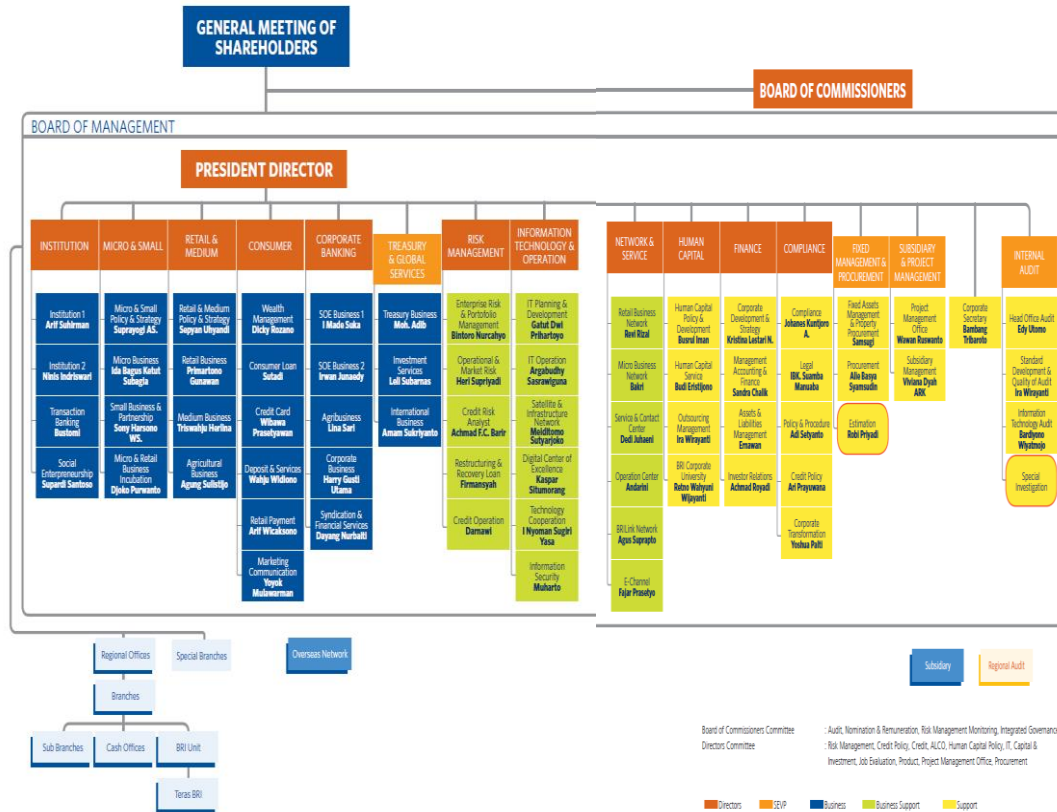 GENERAL MEETING OF
SHAREHOLDERS
BOARD OF COMMISSIONERS
BOARD OF MANAGEMENT
PRESIDENT DIRECTOR
INSTITUTION
Institution 1
Arif Suhirman
Institution 2
Ninis Indriswari
Transaction
Banking
Bustomi
Social
Enterpreneurship
Supardi Santoso
MICRO & SMALL
Micro & Small
Policy & Strategy
Suprayogi AS.
Micro Business
Ida Bagus Ketut
Subagia
Small Business &
Partnership
Sony Harsono
WS.
Micro & Retail
Business
Incubation
Djoko Purwanto
RETAIL &
MEDIUM
Retail & Medium
Policy & Strategy
Sepyan Uhyandi
Retail Business
Primartono
Gunawan
Medium Business
Triswahju Herlina
Agricultural
Business
Agung Sulistijo
CONSUMER
Wealth
Management
Dicky Rozano
Consumer Loan
Sutadi
Credit Card
Wibawa
Prasetyawan
Deposit & Services
Wahju Widiono
Retail Payment
Arif Wicaksono
Marketing
Communication
Yoyok
Mulawarman
CORPORATE
BANKING
SOE Business 1
I Made Suka
SOE Business 2
Irwan Junaedy
Agribusiness
Lina Sari
Corporate
Business
Harry Gusti
Utama
Syndication &
Financial Services
Dayang Nurbaiti
TREASURY
& GLOBAL
SERVICES
Treasury Business
Moh. Adib
Investment
Services
Leli Subarnas
International
Business
Amam Sukriyanto
RISK
MANAGEMENT
Enterprise Risk
& Portofolio
Management
Bintoro Nurcahyo
Operational &
Market Risk
Heri Supriyadi
Credit Risk
Analyst
Achmad F.C. Barir
Restructuring &
Recovery Loan
Firmansyah
Credit Operation
Darnawi
INFORMATION
TECHNOLOGY &
OPERATION
IT Planning &
Development
Gatut Dwi
Prihartoyo
IT Operation
Argabudhy
Sasrawiguna
Satellite &
Infrastructure
Network
Meiditomo
Sutyarjoko
Digital Center of
Excellence
Kaspar
Situmorang
Technology
Cooperation
I Nyoman Sugiri
Yasa
Information
Security
Muharto
NETWORK &
SERVICE
Retail Business
Network
Revi Rizal
Micro Business
Network
Bakri
Service & Contact
Center
Dedi Juhaeni
Operation Center
Andarini
BRILink Network
Agus Suprapto
E-Channel
Fajar Prasetyo
HUMAN
CAPITAL
Human Capital
Policy &
Development
Busrul Iman
Human Capital
Service
Budi Eristijono
Outsourcing
Management
Ira Wirayanti
BRI Corporate
University
Retno Wahyuni
Wijayanti
FINANCE
Corporate
Development &
Strategy
Kristina Lestari N.
Management
Accounting &
Finance
Sandra Chalik
Assets &
Liabilities
Management
Ernawan
Investor Relations
Achmad Royadi
COMPLIANCE
Compliance
Johanes Kuntjoro
A.
Legal
IBK. Suamba
Manuaba
Policy & Procedure
Adi Setyanto
Credit Policy
Ari Prayuwana
Corporate
Transformation
Yoshua Palti
FIXED
MANAGEMENT &
PROCUREMENT
Fixed Assets
Management
& Property
Procurement
Samsugi
Procurement
Alle Basya
Syamsudin
Estimation
Robi Priyadi
SUBSIDIARY
& PROJECT
MANAGEMENT
Project
Management
Office
Wawan Ruswanto
Subsidiary
Management
Viviana Dyah
ARK
Corporate
Secretary
Bambang
Tribaroto
INTERNAL
AUDIT
Head Office Audit
Edy Utomo
Standard
Development &
Quality of Audit
Ira Wirayanti
Information
Technology Audit
Bardiyono
Wiyatmojo
Special
Investigation
Regional Offices
Special Branches
Overseas Network
Branches
Sub Branches
Cash Offices
BRI Unit
Teras BRI
Subsidiary
Regional Audit
Board of Commissioners Committee : Audit, Nomination & Remuneration, Risk Management Monitoring, Integrated Governance
Directors Committee : Risk Management, Credit Policy, Credit, ALCO, Human Capital Policy, IT, Capital &
Investment, Job Evaluation, Product, Project Management Office, Procurement
Directors SEVP Business Business Support Support